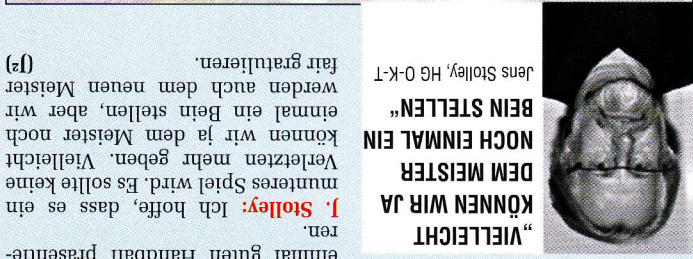 „VIELLEICHT
KÖNNEN WIR JA
DEM MEISTER
NOCH EINMAL EIN
BEIN STELLEN“
Jens Stolley, HG O-K-T
einmal guten Handball präsentie-
ren.
J. Stolley: Ich hoffe, dass es ein
munteres Spiel wird. Es sollte keine
Verletzten mehr geben. Vielleicht
können wir ja dem Meister noch
einmal ein Bein stellen, aber wir
werden auch dem neuen Meister
fair gratulieren. (J²)